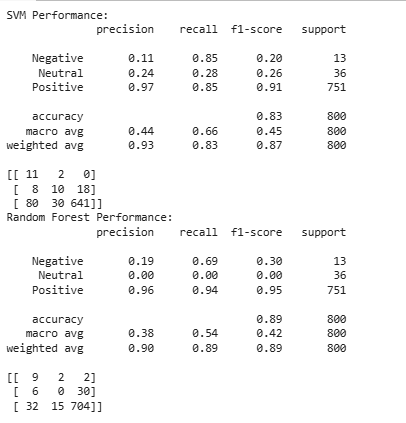 SVM Performance:
precision recall f1-score support
Negative 0.11 0.85 0.20 13
Neutral 0.24 0.28 0.26 36
Positive 0.97 0.85 0.91 751
accuracy 0.83 800
macro avg 0.44 0.66 0.45 800
weighted avg 0.93 0.83 0.87 800
[[ 11 2 0]
[ 8 10 18]
[ 80 30 641]]
Random Forest Performance:
precision recall f1-score support
Negative 0.19 0.69 0.30 13
Neutral 0.00 0.00 0.00 36
Positive 0.96 0.94 0.95 751
accuracy 0.89 800
macro avg 0.38 0.54 0.42 800
weighted avg 0.90 0.89 0.89 800
[[ 9 2 2]
[ 6 0 30]
[ 32 15 704]]